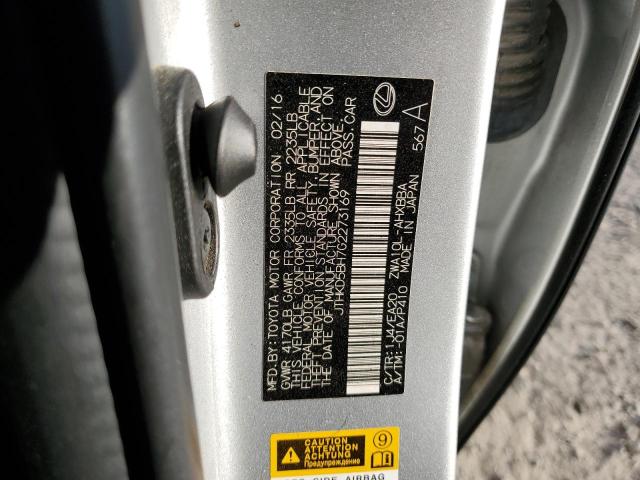 MFD.BY: TOYOTA MOTOR CORPORATION 02/16
GVWR 4170LB GAWR FR 2335LB RR 2235LB
THIS VEHICLE CONFORMS TO ALL APPLICABLE
FEDERAL MOTOR VEHICLE SAFETY, BUMPER, AND
THEFT PREVENTION STANDARDS IN EFFECT ON
THE DATE OF MANUFACTURE SHOWN ABOVE.
JTHKD5BH7G2273169 PASS.CAR
C/TR: 1J4/EA20 ZWA10L-AHXBBA 567 A
A/TM: -01A/P410 MADE IN JAPAN
CAUTION
ATTENTION
ACHTUNG
Предупреждение
9
SIDE AIRBAG